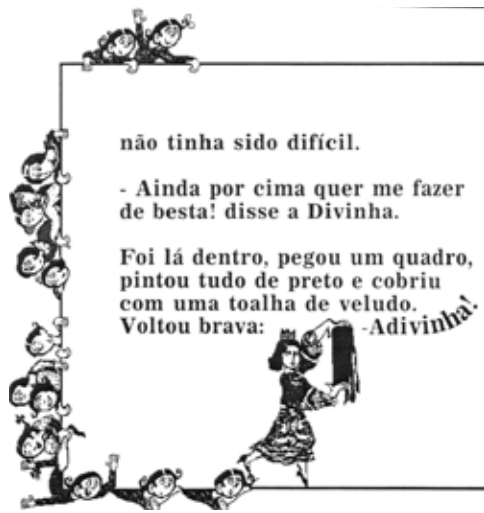 não tinha sido difícil.
- Ainda por cima quer me fazer
de besta! disse a Divinha.
Foi lá dentro, pegou um quadro,
pintou tudo de preto e cobriu
com uma toalha de veludo.
Voltou brava: -Adivinha!